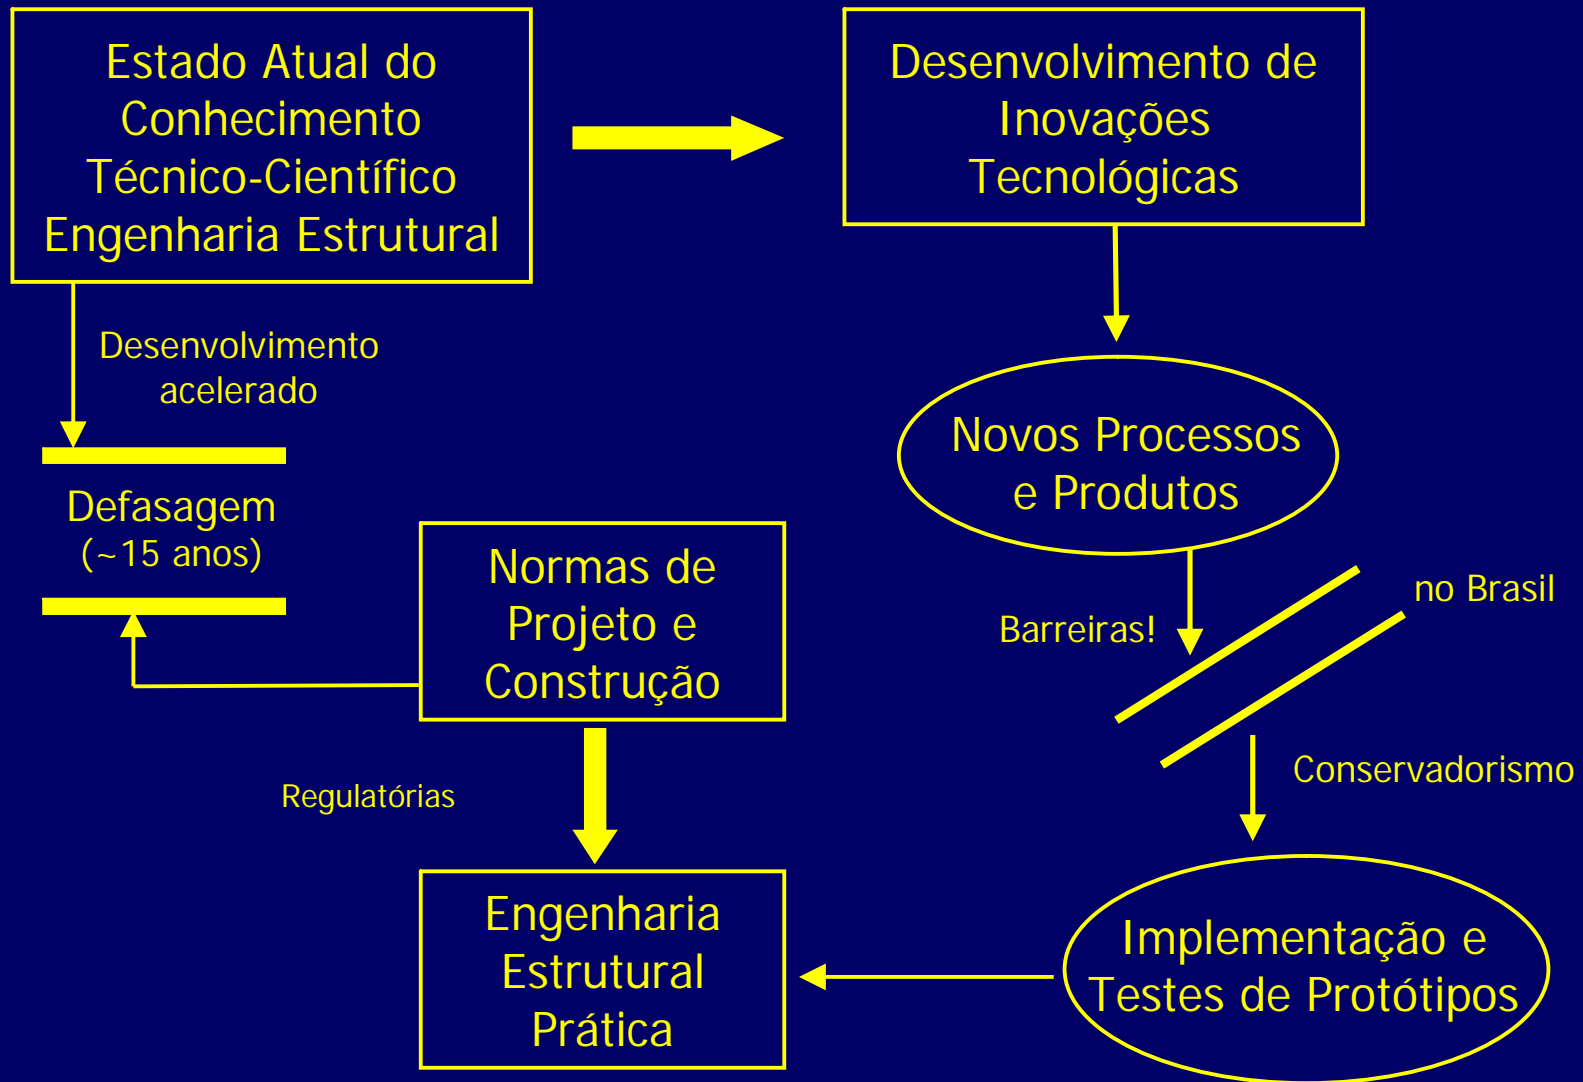 Estado Atual do
Conhecimento
Técnico-Científico
Engenharia Estrutural
Desenvolvimento de
Inovações
Tecnológicas
Desenvolvimento
acelerado
Defasagem
(~15 anos)
Normas de
Projeto e
Construção
Novos Processos
e Produtos
no Brasil
Barreiras!
Conservadorismo
Regulatórias
Engenharia
Estrutural
Prática
Implementação e
Testes de Protótipos